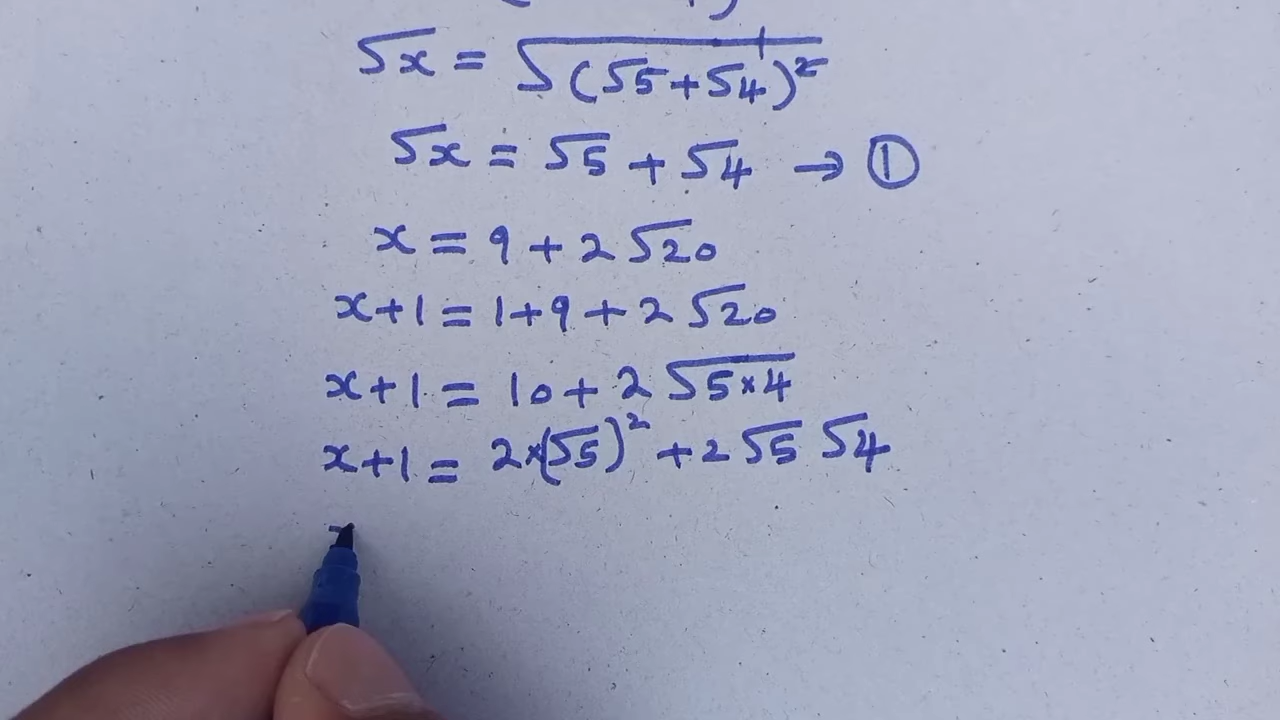 √x = √(√5+√4)²
√x = √5 + √4 → ①
x = 9 + 2√20
x+1 = 1+9+2√20
x+1 = 10+2√5×4
x+1 = 2×(√5)²+2√5 √4